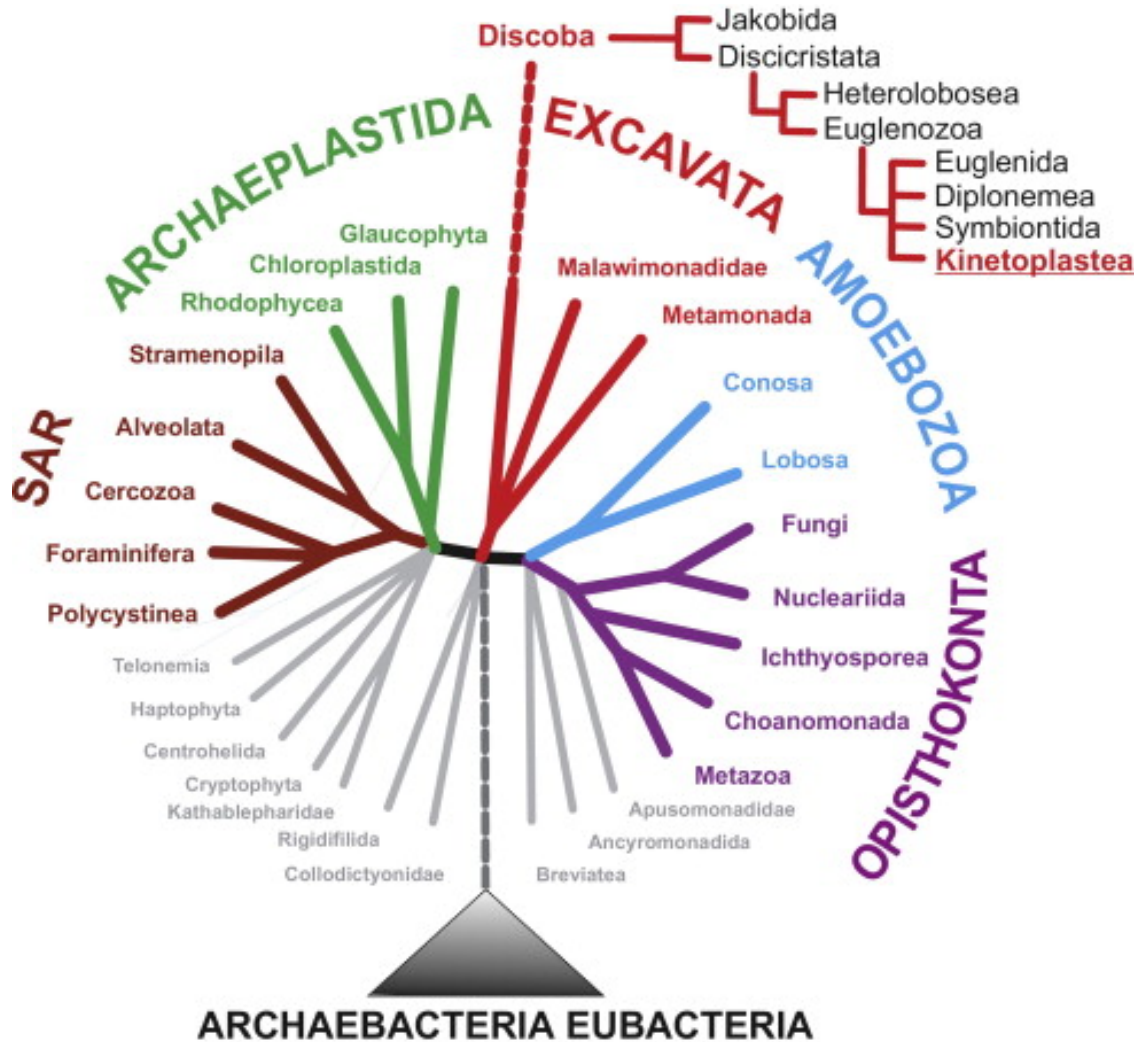 Discoba
Jakobida
Discicristata
Heterolobosea
Euglenozoa
Euglenida
Diplonemea
Symbiontida
Kinetoplastea
ARCHAEPLASTIDA
EXCAVATA
AMOEBOZOA
SAR
OPISTHOKONTA
Glaucophyta
Chloroplastida
Rhodophycea
Malawimonadidae
Metamonada
Stramenopila
Conosa
Alveolata
Lobosa
Cercozoa
Fungi
Foraminifera
Nucleariida
Polycystinea
Ichthyosporea
Telonemia
Haptophyta
Choanomonada
Centrohelida
Metazoa
Cryptophyta
Kathablepharidae
Apusomonadidae
Rigidifilida
Ancyromonadida
Collodictyonidae
Breviatea
ARCHAEBACTERIA EUBACTERIA